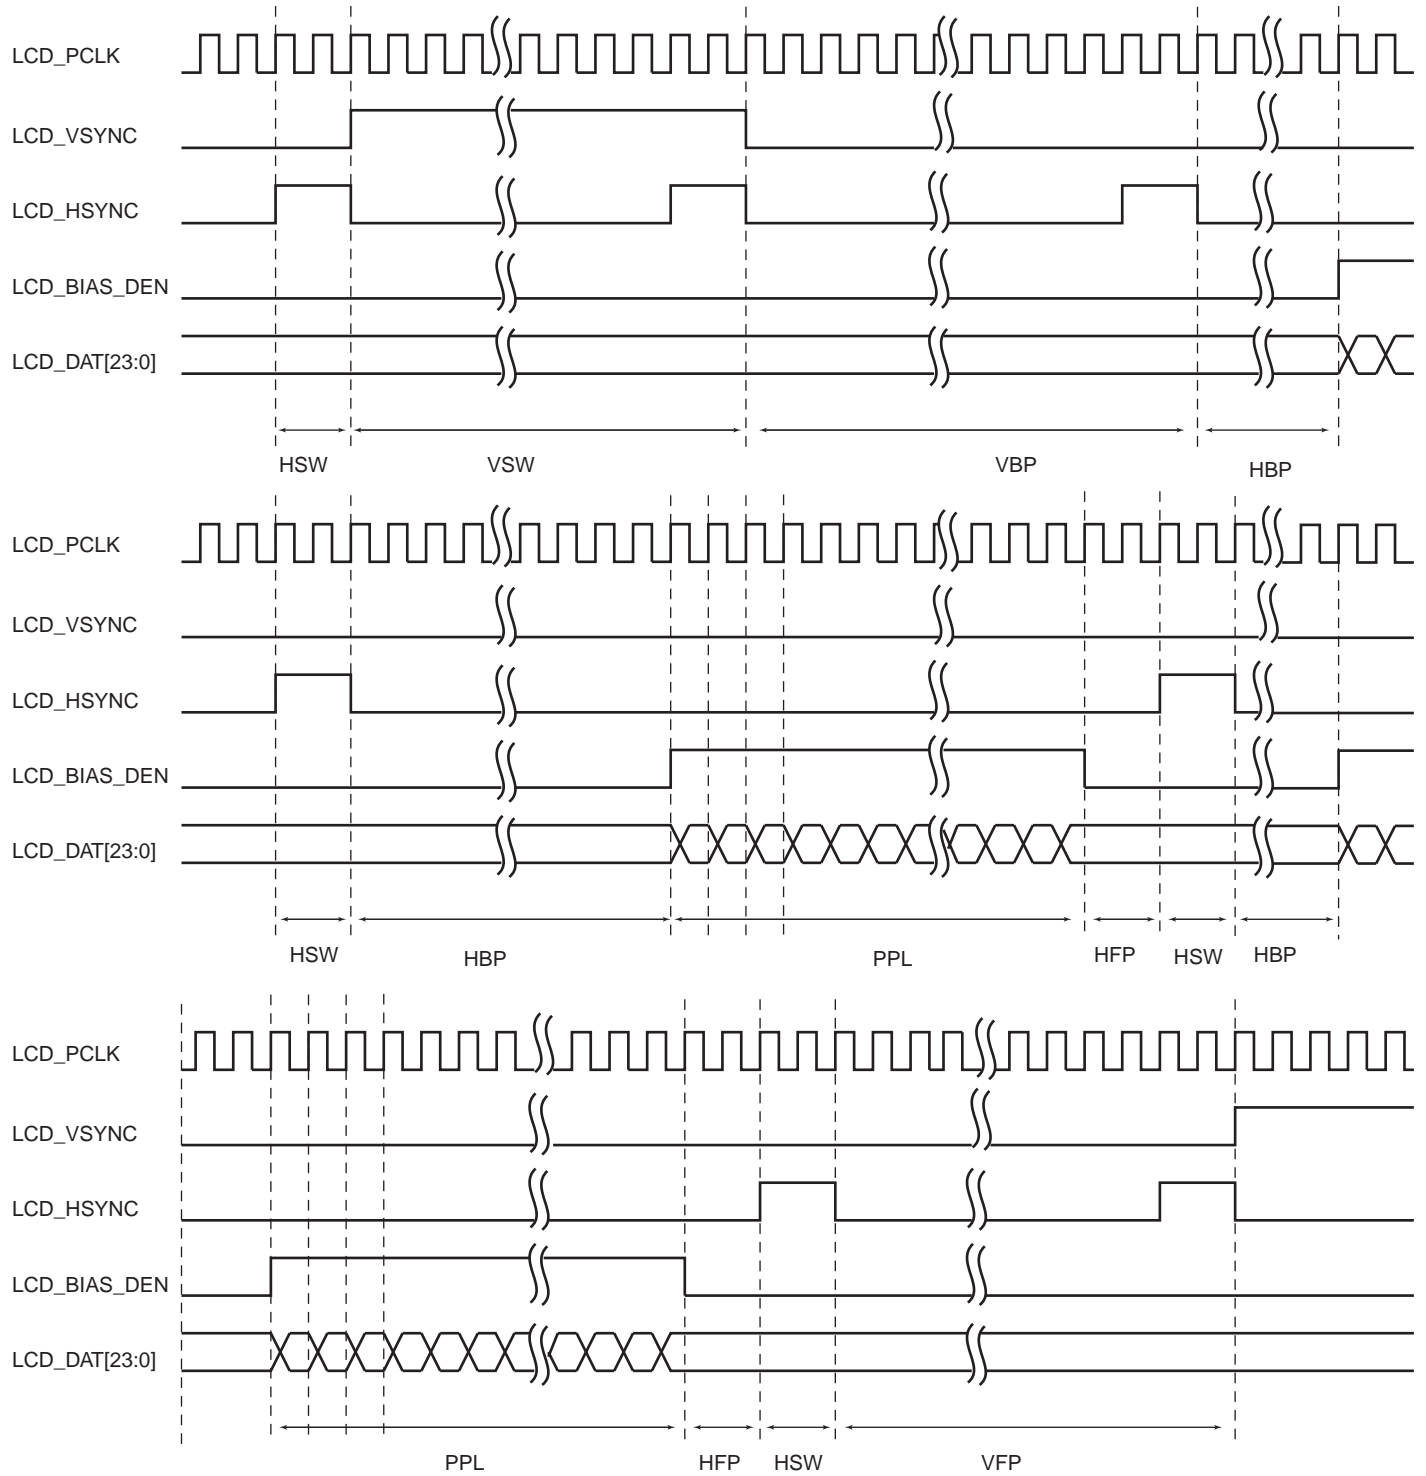 LCD_PCLK
LCD_VSYNC
LCD_HSYNC
LCD_BIAS_DEN
LCD_DAT[23:0]
HSW VSW VBP HBP
LCD_PCLK
LCD_VSYNC
LCD_HSYNC
LCD_BIAS_DEN
LCD_DAT[23:0]
HSW HBP PPL HFP HSW HBP
LCD_PCLK
LCD_VSYNC
LCD_HSYNC
LCD_BIAS_DEN
LCD_DAT[23:0]
PPL HFP HSW VFP